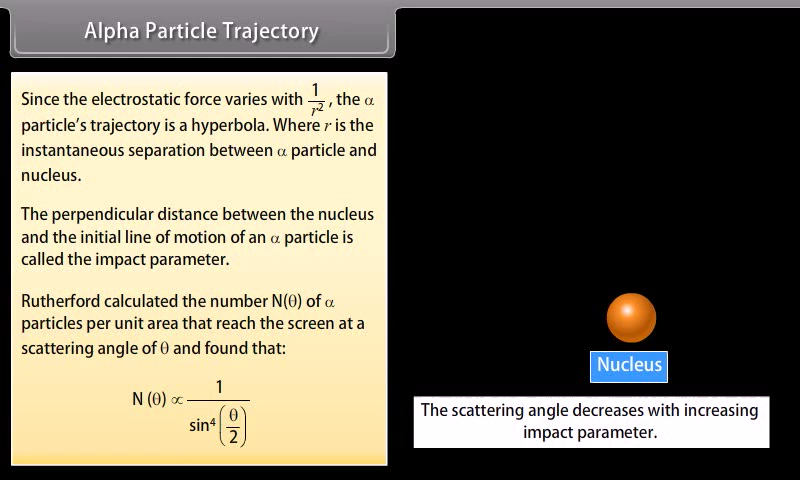 Alpha Particle Trajectory
Since the electrostatic force varies with 1/r², the α
particle's trajectory is a hyperbola. Where r is the
instantaneous separation between α particle and
nucleus.
The perpendicular distance between the nucleus
and the initial line of motion of an α particle is
called the impact parameter.
Rutherford calculated the number N(θ) of α
particles per unit area that reach the screen at a
scattering angle of θ and found that:
N (θ) ∝ 1/sin⁴(θ/2)
Nucleus
The scattering angle decreases with increasing
impact parameter.